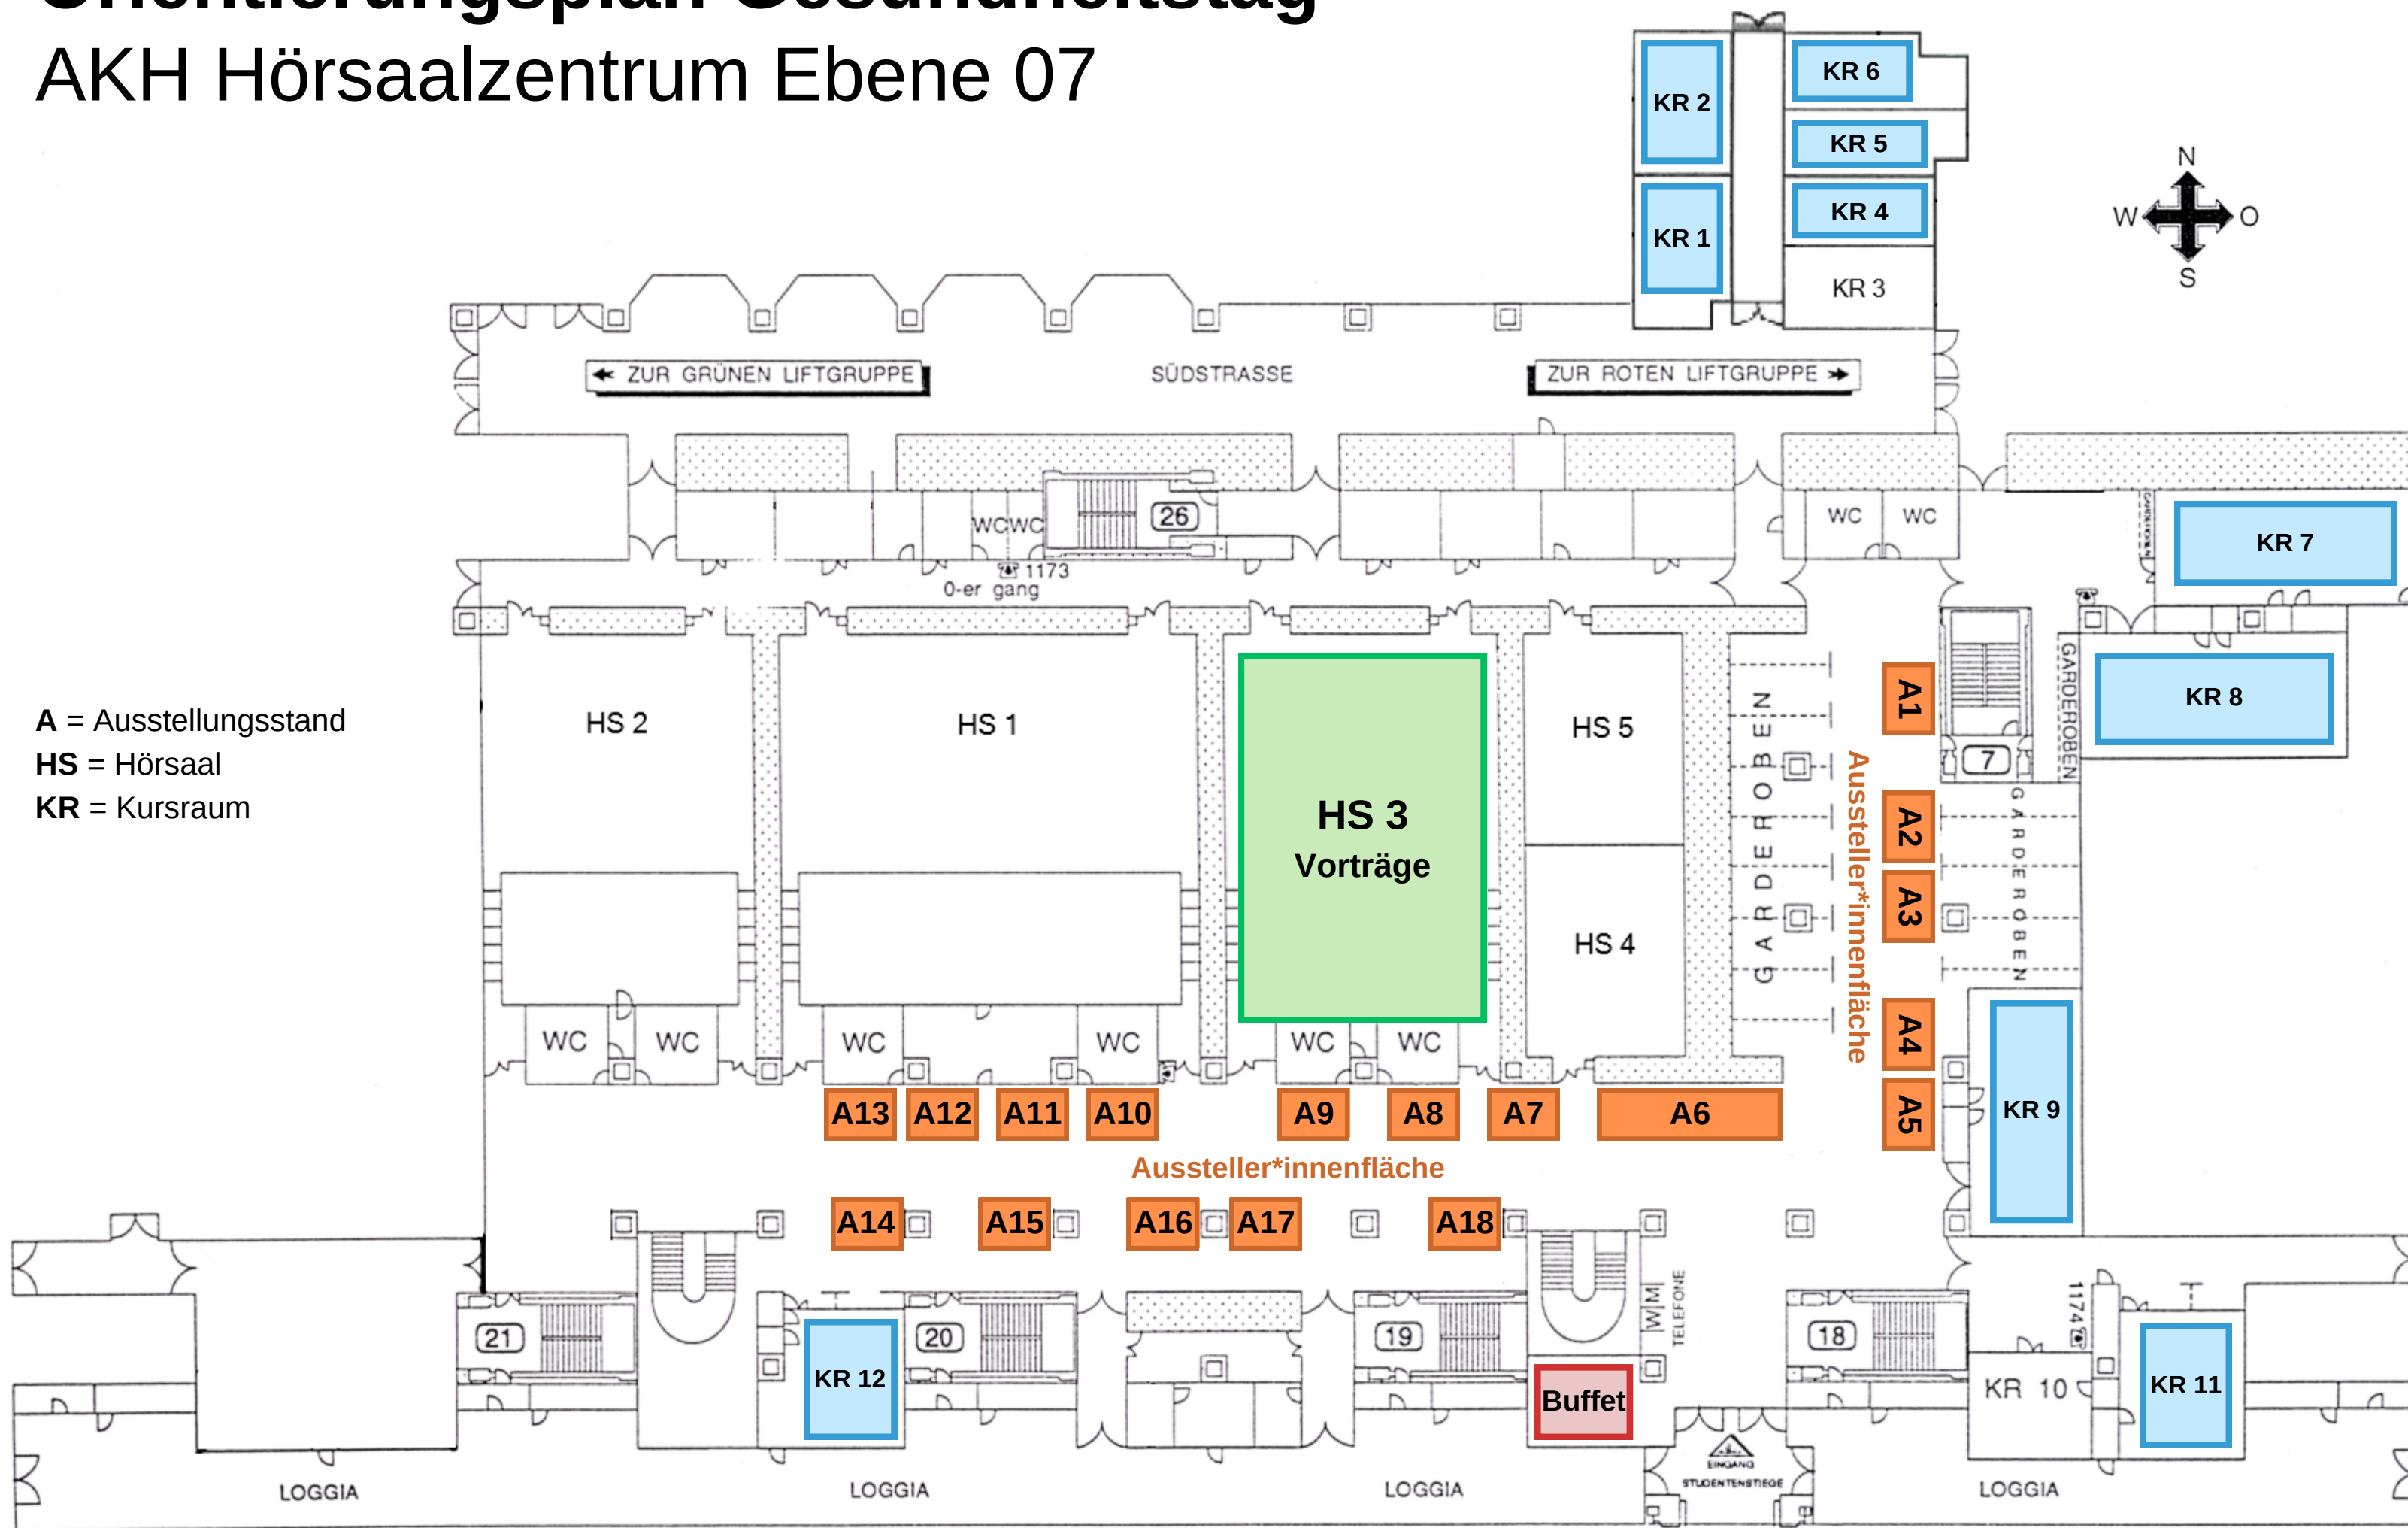 Orientierungsplan Gesundheitstag
AKH Hörsaalzentrum Ebene 07
KR 2
KR 6
KR 5
KR 1
KR 4
KR 3
N
W
O
S
ZUR GRÜNEN LIFTGRUPPE
SÜDSTRASSE
ZUR ROTEN LIFTGRUPPE
WC WC
26
WC
WC
GARDEROBEN
KR 7
1173
0-er gang
A = Ausstellungsstand
HS = Hörsaal
KR = Kursraum
HS 2
HS 1
HS 3
Vorträge
HS 5
HS 4
GARDEROBEN
Aussteller*innenfläche
A1
A2
A3
A4
A5
7
GARDEROBEN
GARDEROBEN
KR 8
KR 9
WC
WC
WC
WC
WC
WC
A13
A12
A11
A10
A9
A8
A7
A6
Aussteller*innenfläche
A14
A15
A16
A17
A18
21
20
19
18
W M
TELEFONE
1174
KR 12
Buffet
KR 10
KR 11
EINGANG
STUDENTENSTIEGE
LOGGIA
LOGGIA
LOGGIA
LOGGIA